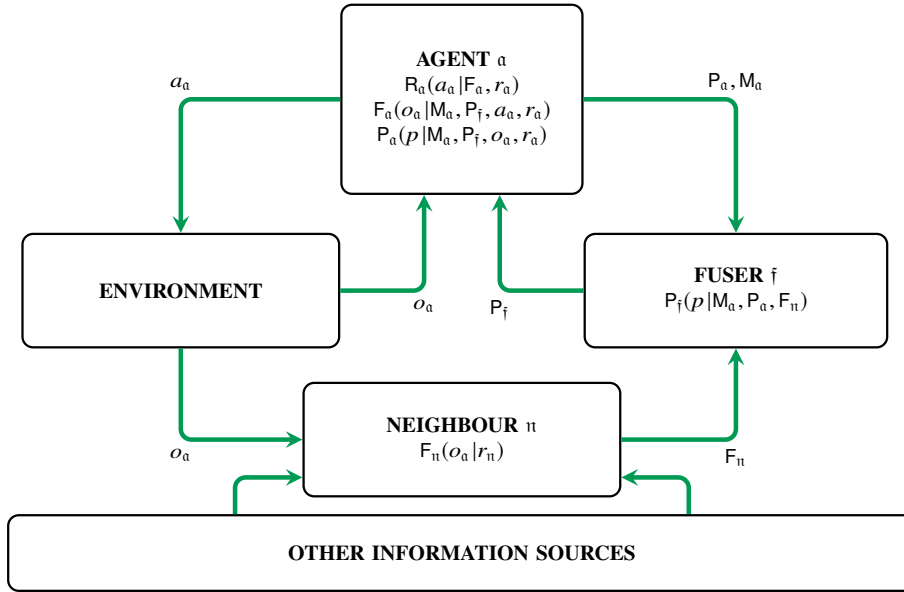 AGENT 𝔞
R𝔞(a𝔞|F𝔞, r𝔞)
F𝔞(o𝔞|M𝔞, P𝔣, a𝔞, r𝔞)
P𝔞(p|M𝔞, P𝔣, o𝔞, r𝔞)
a𝔞
P𝔞, M𝔞
ENVIRONMENT
o𝔞
P𝔣
FUSER 𝔣
P𝔣(p|M𝔞, P𝔞, F𝔫)
NEIGHBOUR 𝔫
F𝔫(o𝔞|r𝔫)
o𝔞
F𝔫
OTHER INFORMATION SOURCES